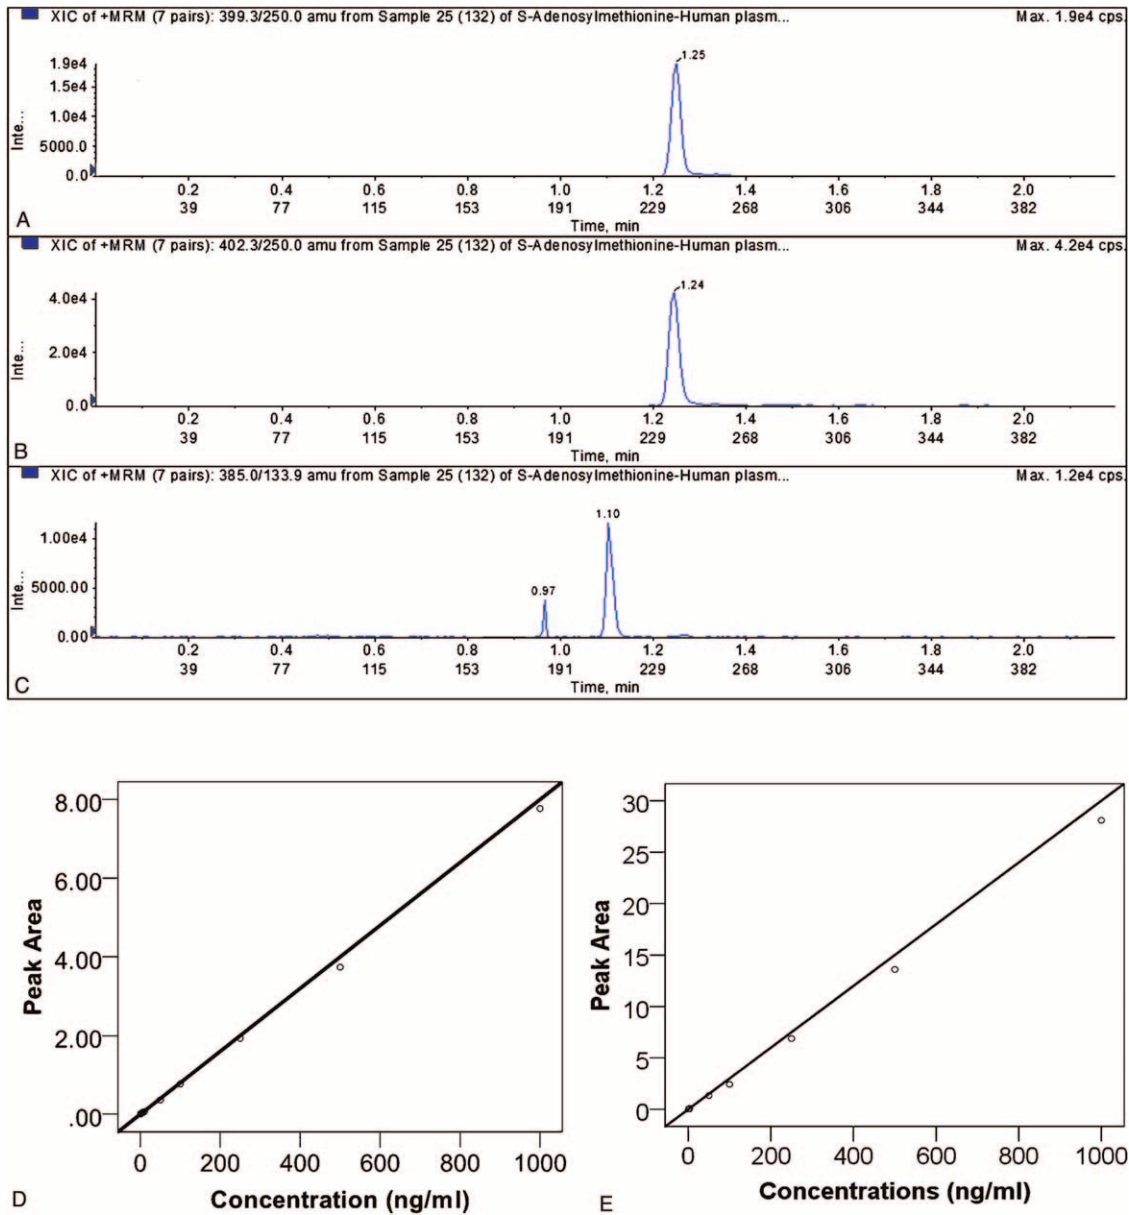 XIC of +MRM (7 pairs): 399.3/250.0 amu from Sample 25 (132) of S-Adenosylmethionine-Human plasm... Max. 1.9e4 cps.
1.25
1.9e4
1.5e4
1.0e4
5000.0
0.0
Inte...
0.2 0.4 0.6 0.8 1.0 1.2 1.4 1.6 1.8 2.0
39 77 115 153 191 229 268 306 344 382
Time, min
A
XIC of +MRM (7 pairs): 402.3/250.0 amu from Sample 25 (132) of S-Adenosylmethionine-Human plasm... Max. 4.2e4 cps.
1.24
4.0e4
2.0e4
0.0
Inte...
0.2 0.4 0.6 0.8 1.0 1.2 1.4 1.6 1.8 2.0
39 77 115 153 191 229 268 306 344 382
Time, min
B
XIC of +MRM (7 pairs): 385.0/133.9 amu from Sample 25 (132) of S-Adenosylmethionine-Human plasm... Max. 1.2e4 cps.
1.10
0.97
1.00e4
5000.00
0.00
Inte...
0.2 0.4 0.6 0.8 1.0 1.2 1.4 1.6 1.8 2.0
39 77 115 153 191 229 268 306 344 382
Time, min
C
8.00
6.00
4.00
2.00
.00
Peak Area
0 200 400 600 800 1000
Concentration (ng/ml)
D
30
25
20
15
10
5
0
Peak Area
0 200 400 600 800 1000
Concentrations (ng/ml)
E